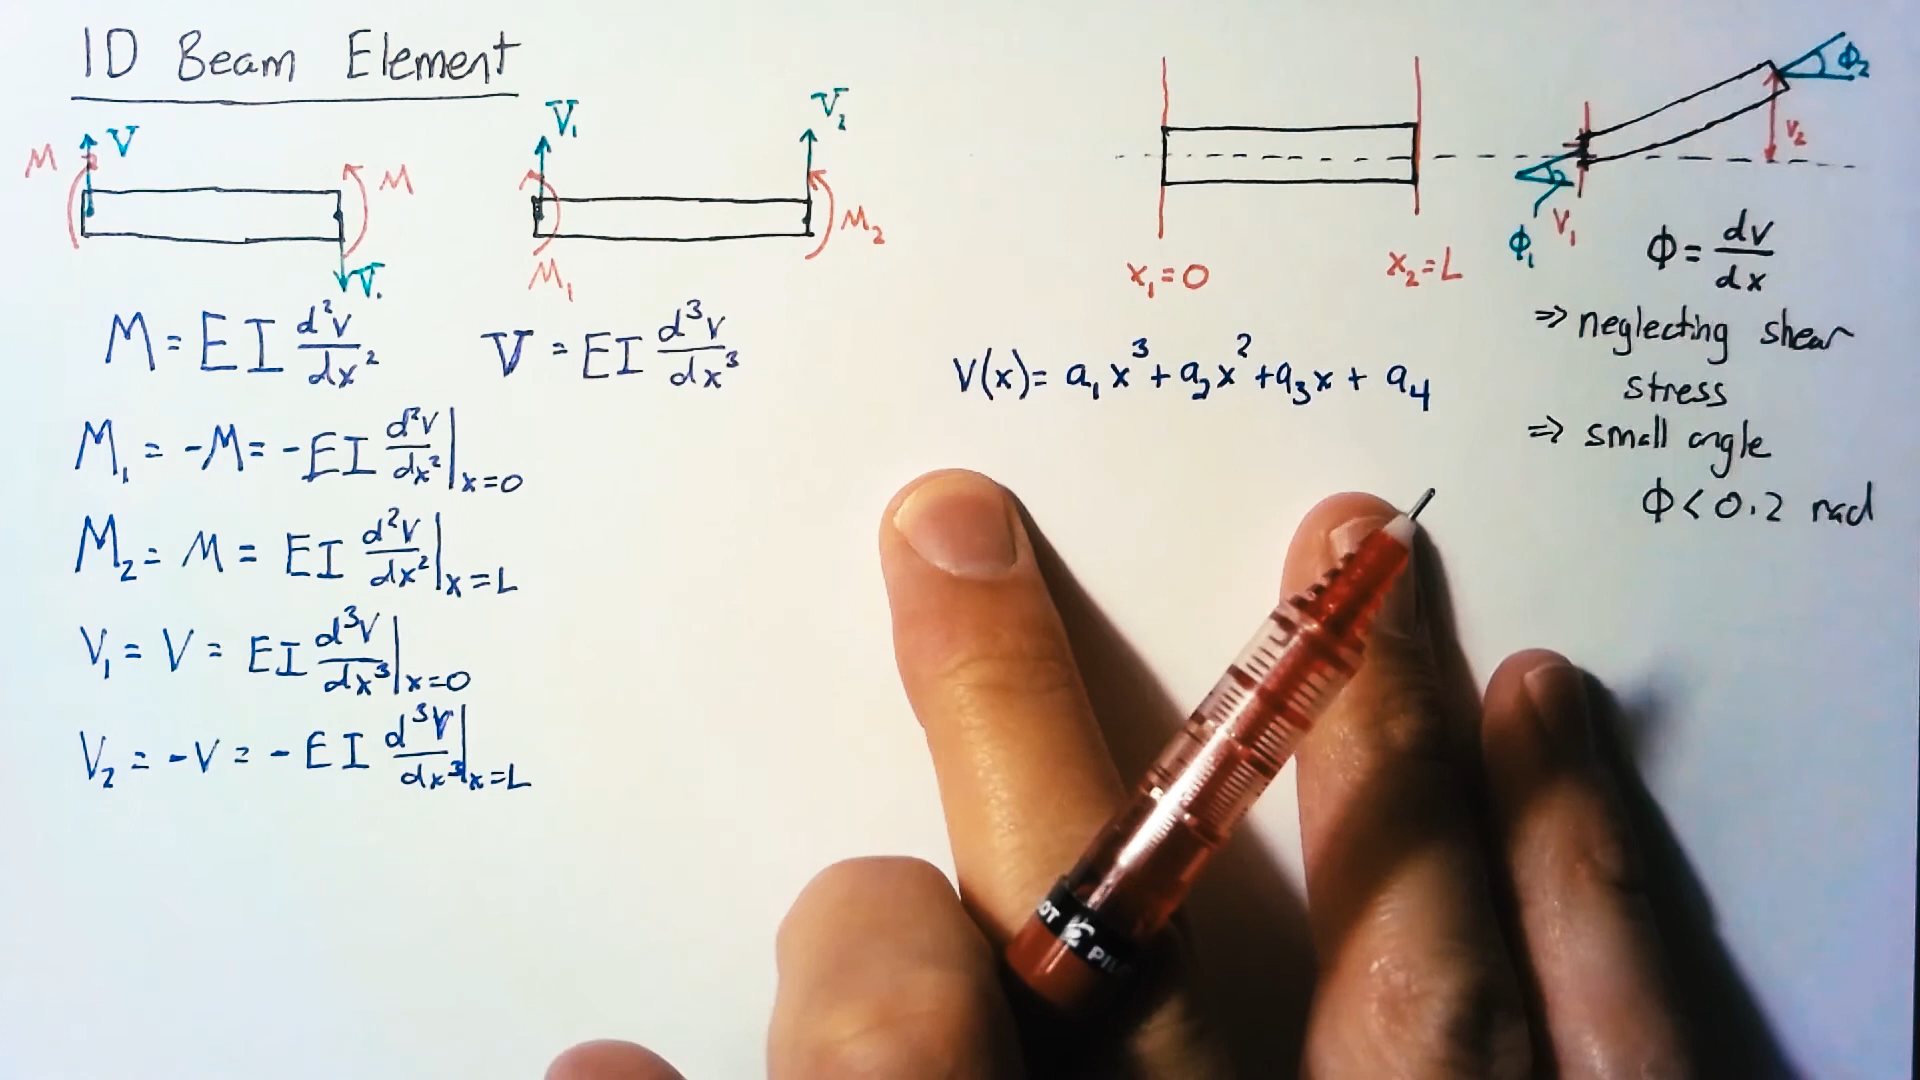 1D Beam Element
M V M V
V₁ V₂ M₁ M₂
M = EI d²v/dx²
V = EI d³v/dx³
M₁ = -M = -EI d²v/dx² |x=0
M₂ = M = EI d²v/dx² |x=L
V₁ = V = EI d³v/dx³ |x=0
V₂ = -V = -EI d³v/dx³ |x=L
x₁=0 x₂=L
ϕ₂
v₂
ϕ₁ v₁
v(x) = a₁x³ + a₂x² + a₃x + a₄
ϕ = dv/dx
⇒ neglecting shear
stress
⇒ small angle
ϕ < 0.2 rad
PIL